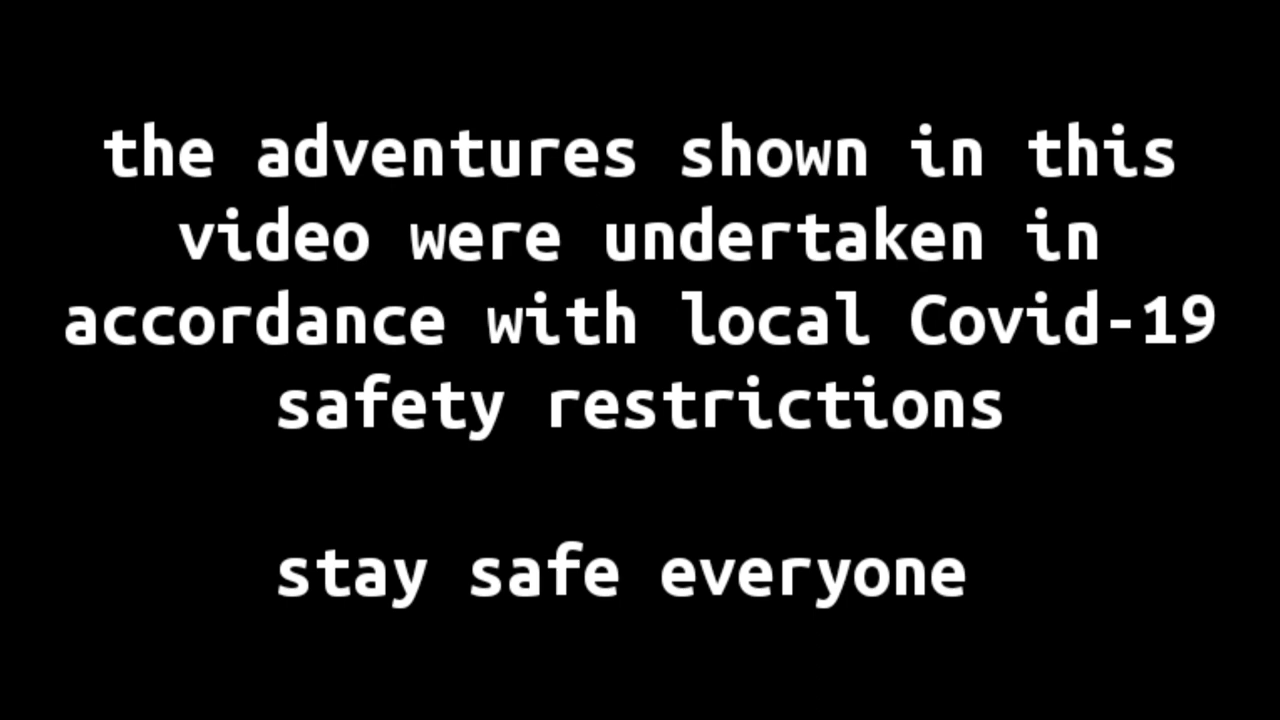 the adventures shown in this
video were undertaken in
accordance with local Covid-19
safety restrictions
stay safe everyone